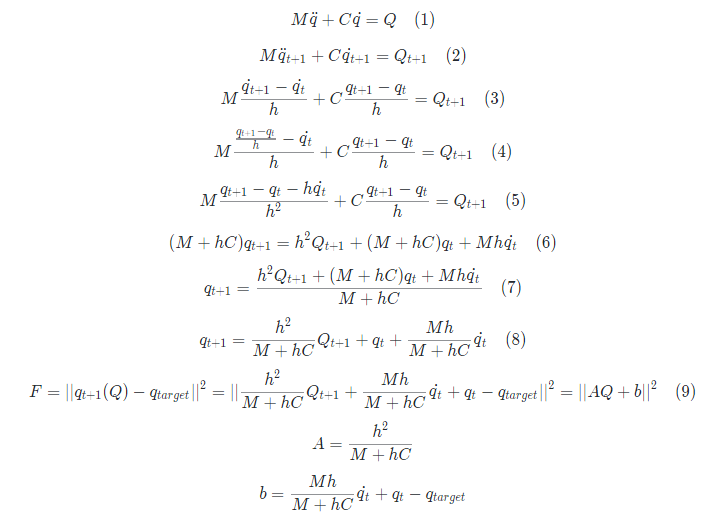 $M\ddot{q} + C\dot{q} = Q \quad (1)$
$M\ddot{q}_{t+1} + C\dot{q}_{t+1} = Q_{t+1} \quad (2)$
$M\frac{\dot{q}_{t+1} - \dot{q}_t}{h} + C\frac{q_{t+1} - q_t}{h} = Q_{t+1} \quad (3)$
$M\frac{\frac{q_{t+1} - q_t}{h} - \dot{q}_t}{h} + C\frac{q_{t+1} - q_t}{h} = Q_{t+1} \quad (4)$
$M\frac{q_{t+1} - q_t - h\dot{q}_t}{h^2} + C\frac{q_{t+1} - q_t}{h} = Q_{t+1} \quad (5)$
$(M + hC)q_{t+1} = h^2Q_{t+1} + (M + hC)q_t + Mh\dot{q}_t \quad (6)$
$q_{t+1} = \frac{h^2Q_{t+1} + (M + hC)q_t + Mh\dot{q}_t}{M + hC} \quad (7)$
$q_{t+1} = \frac{h^2}{M + hC}Q_{t+1} + q_t + \frac{Mh}{M + hC}\dot{q}_t \quad (8)$
$F = ||q_{t+1}(Q) - q_{target}||^2 = ||\frac{h^2}{M + hC}Q_{t+1} + \frac{Mh}{M + hC}\dot{q}_t + q_t - q_{target}||^2 = ||AQ + b||^2 \quad (9)$
$A = \frac{h^2}{M + hC}$
$b = \frac{Mh}{M + hC}\dot{q}_t + q_t - q_{target}$